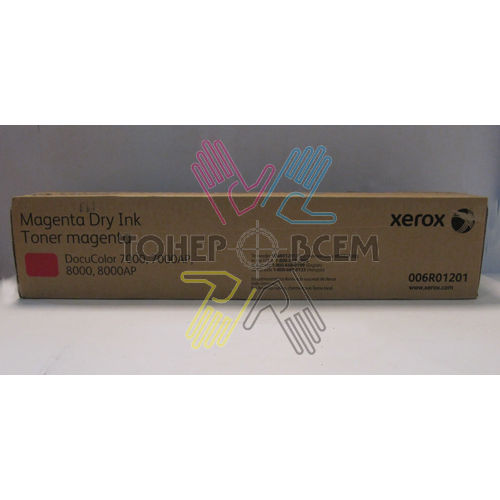 Magenta Dry Ink
Toner magenta
DocuColor 7000, 7000AP,
8000, 8000AP
ТОНЕР ВСЕМ
xerox
006R01201
www.xerox.com